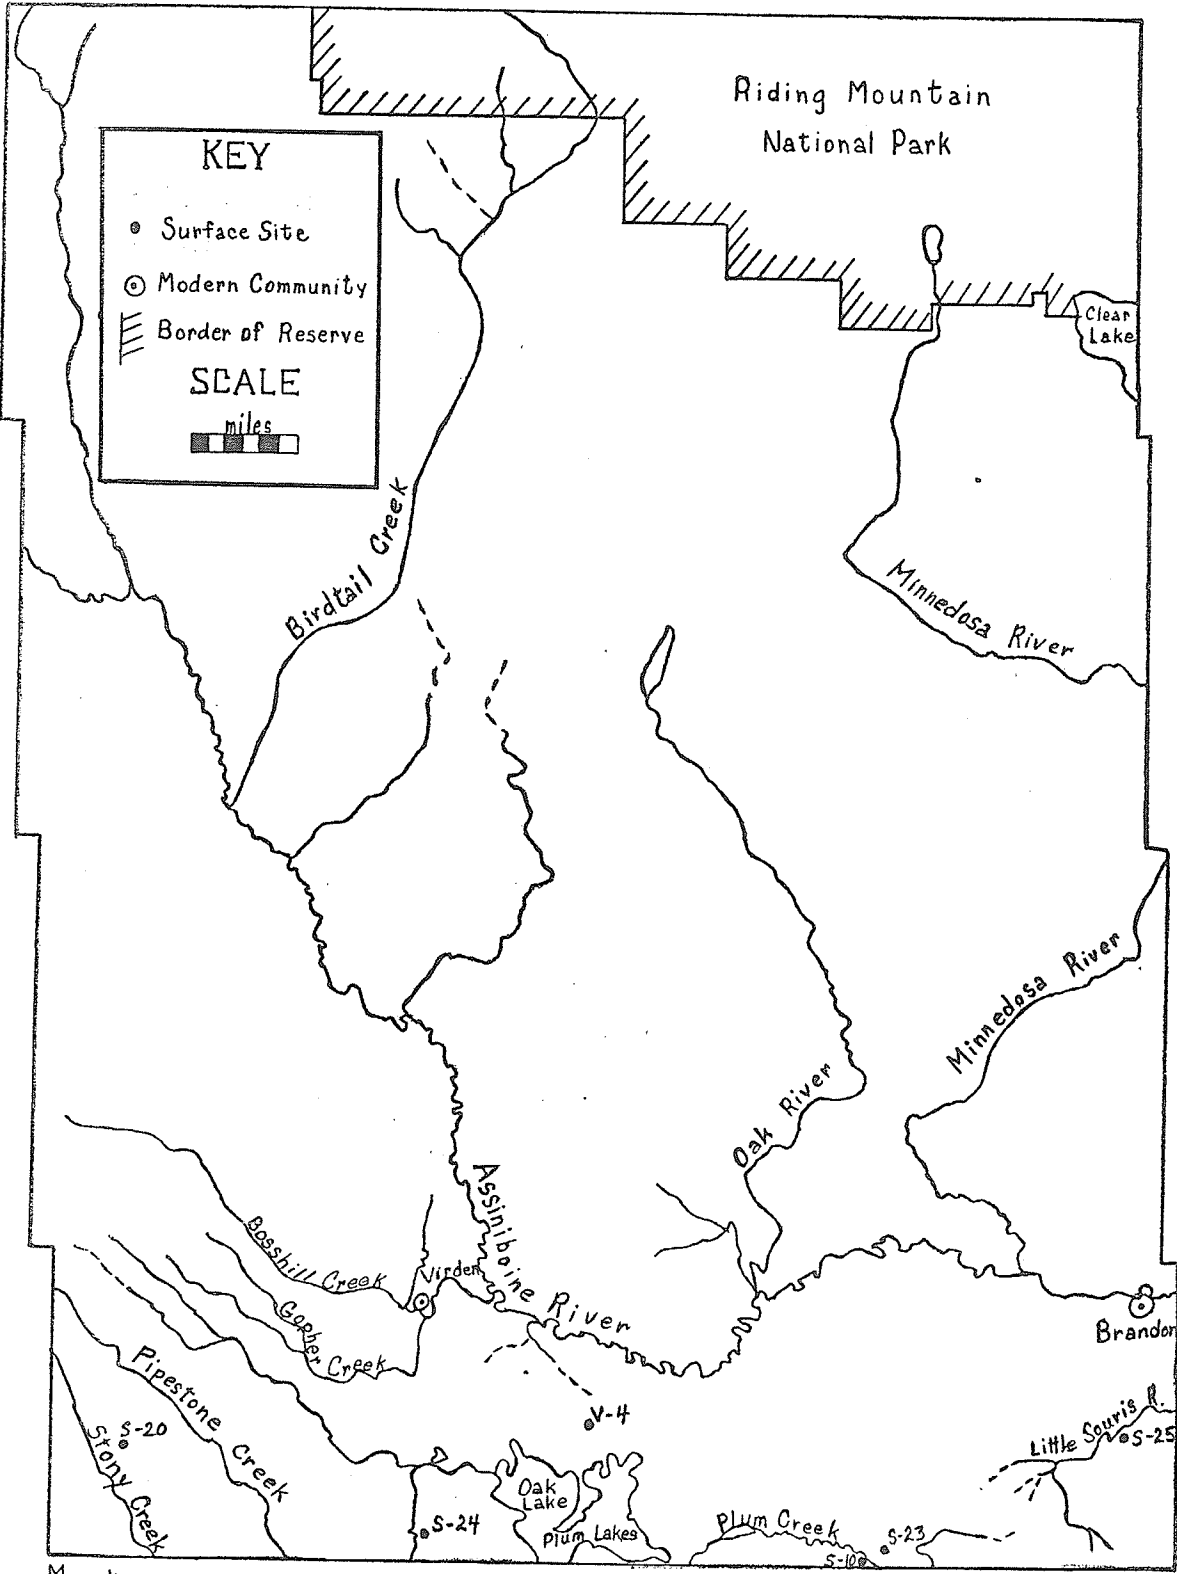 Riding Mountain
National Park
KEY
Surface Site
Modern Community
Border of Reserve
SCALE
miles
Clear
Lake
Birdtail Creek
Minnedosa River
Minnedosa River
Oak River
Assiniboine River
Bosshill Creek
Virden
Gopher Creek
Brandon
Pipestone Creek
Stony Creek
S-20
V-4
Little Souris R.
S-25
Oak
Lake
Plum Lakes
S-24
Plum Creek
S-23
S-10